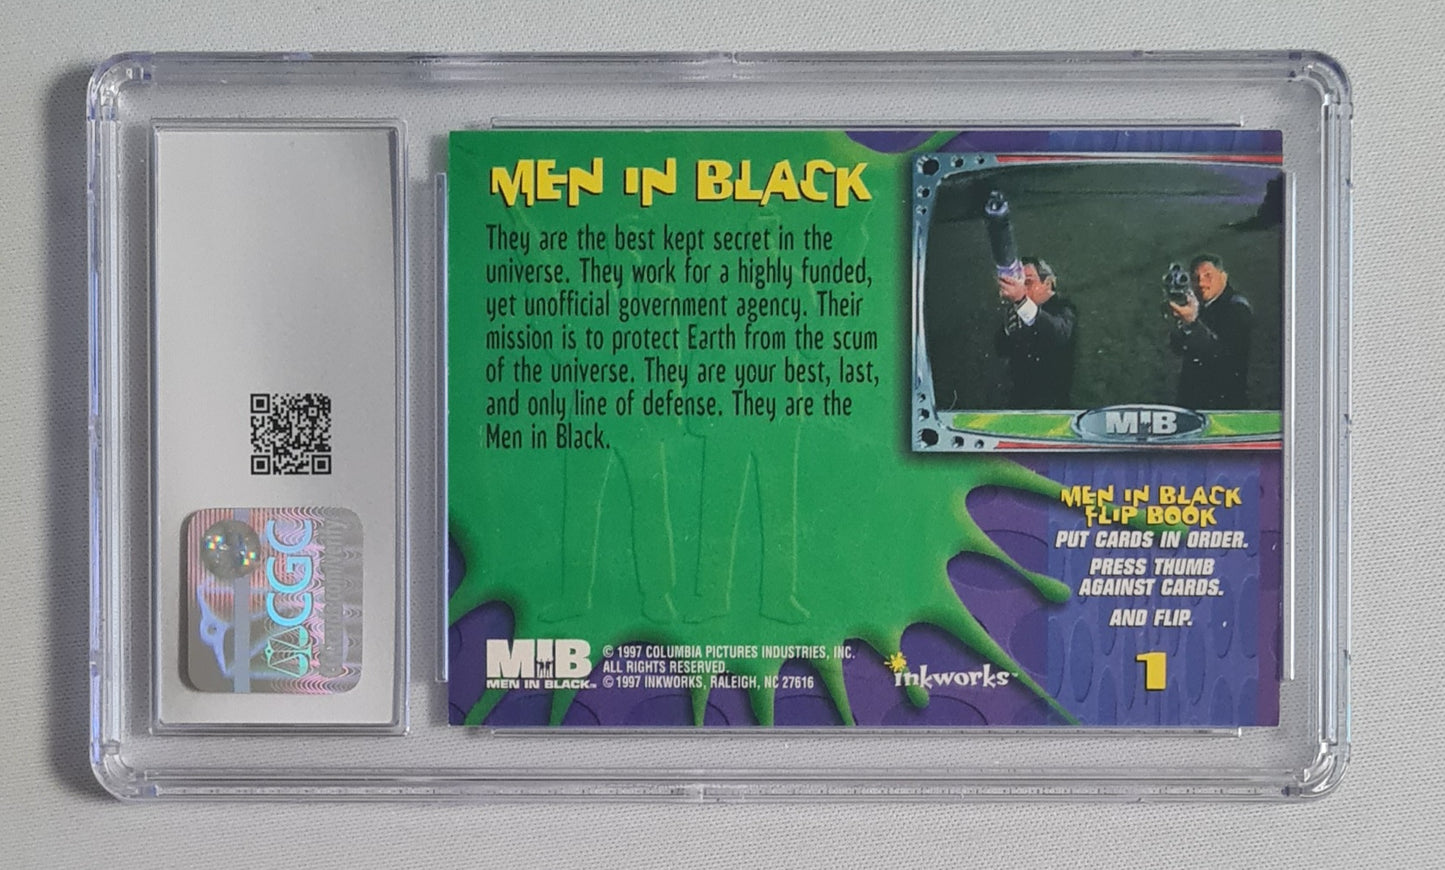 MEN IN BLACK
They are the best kept secret in the
universe. They work for a highly funded,
yet unofficial government agency. Their
mission is to protect Earth from the scum
of the universe. They are your best, last,
and only line of defense. They are the
Men in Black.
MIB
MEN IN BLACK
FLIP BOOK
PUT CARDS IN ORDER.
PRESS THUMB
AGAINST CARDS.
AND FLIP.
1
MIB
MEN IN BLACK™
© 1997 COLUMBIA PICTURES INDUSTRIES, INC.
ALL RIGHTS RESERVED.
© 1997 INKWORKS, RALEIGH, NC 27616
inkworks™
CGC